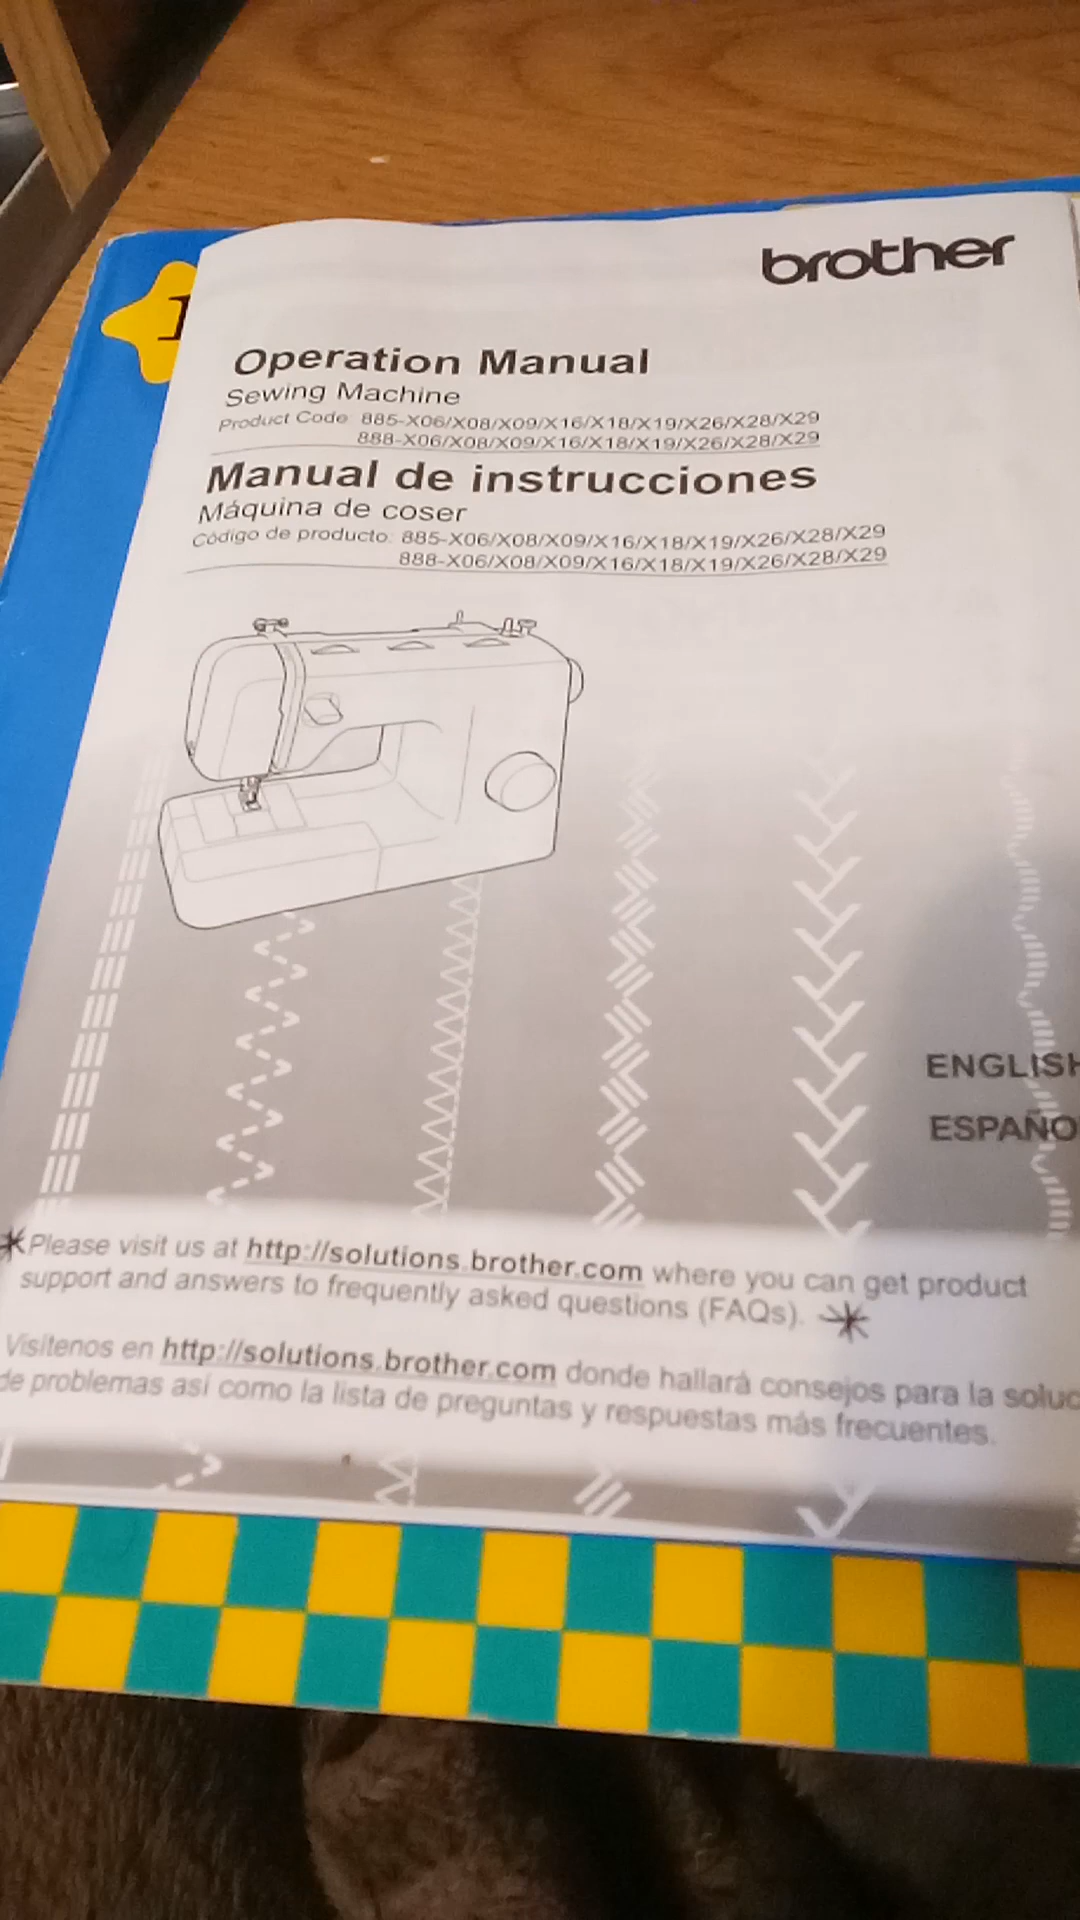 brother
Operation Manual
Sewing Machine
Product Code: 885-X06/X08/X09/X16/X18/X19/X26/X28/X29
888-X06/X08/X09/X16/X18/X19/X26/X28/X29
Manual de instrucciones
Máquina de coser
Código de producto: 885-X06/X08/X09/X16/X18/X19/X26/X28/X29
888-X06/X08/X09/X16/X18/X19/X26/X28/X29
ENGLISH
ESPAÑO
Please visit us at http://solutions.brother.com where you can get product
support and answers to frequently asked questions (FAQs).
Visítenos en http://solutions.brother.com donde hallará consejos para la soluc
de problemas así como la lista de preguntas y respuestas más frecuentes.